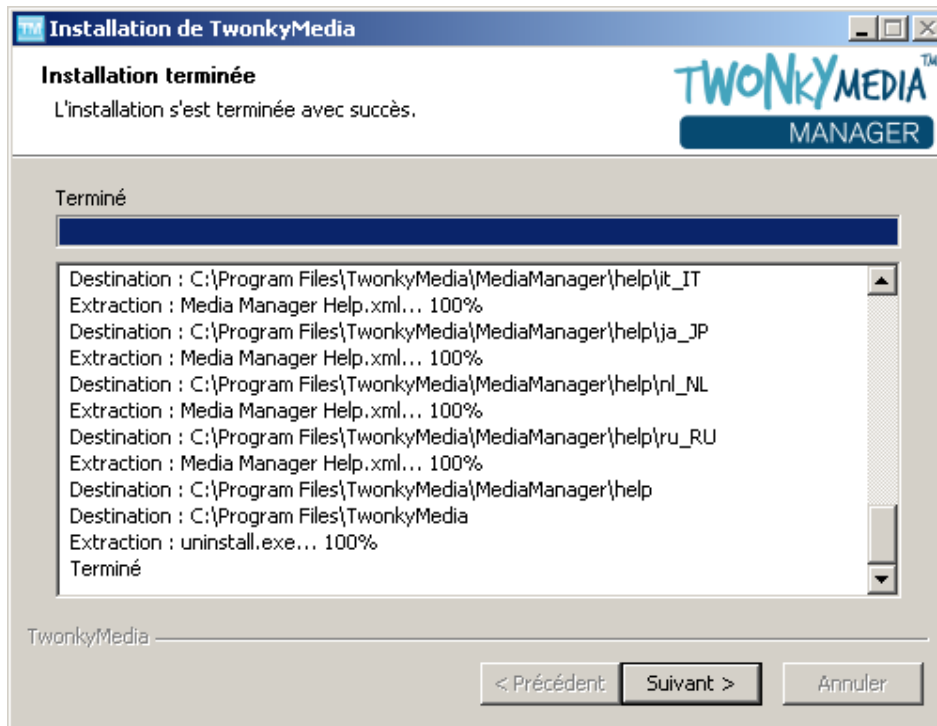 TM Installation de TwonkyMedia
Installation terminée
L'installation s'est terminée avec succès.
TWONKYMEDIA™
MANAGER
Terminé
Destination : C:\Program Files\TwonkyMedia\MediaManager\help\it_IT
Extraction : Media Manager Help.xml... 100%
Destination : C:\Program Files\TwonkyMedia\MediaManager\help\ja_JP
Extraction : Media Manager Help.xml... 100%
Destination : C:\Program Files\TwonkyMedia\MediaManager\help\nl_NL
Extraction : Media Manager Help.xml... 100%
Destination : C:\Program Files\TwonkyMedia\MediaManager\help\ru_RU
Extraction : Media Manager Help.xml... 100%
Destination : C:\Program Files\TwonkyMedia\MediaManager\help
Destination : C:\Program Files\TwonkyMedia
Extraction : uninstall.exe... 100%
Terminé
TwonkyMedia
< Précédent Suivant > Annuler